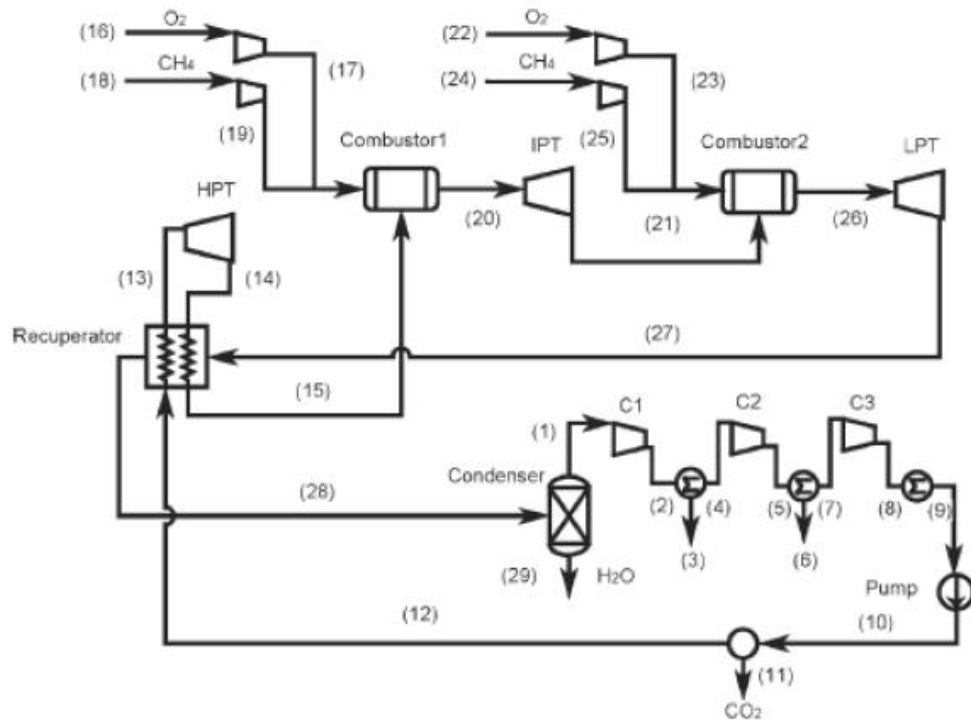 (16) O2 (22) O2
(18) CH4 (17) (24) CH4 (23)
(19) Combustor1 IPT (25) Combustor2 LPT
HPT (20) (21) (26)
(13) (14)
Recuperator (27)
(15)
C1 C2 C3
(1)
Condenser
(28) (2) (4) (5) (7) (8) (9)
(3) (6)
(29) H2O Pump
(12) (10)
(11)
CO2